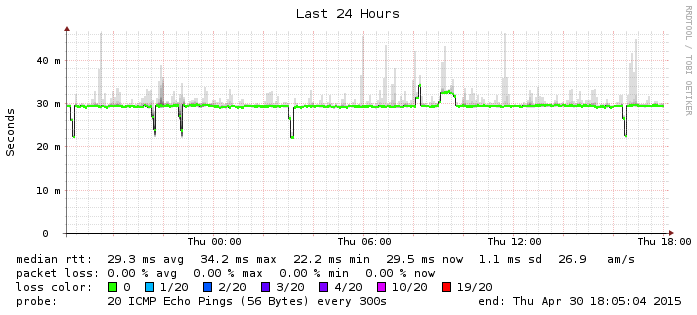 Last 24 Hours
RRDTOOL / TOBI OETIKER
Seconds
40 m
30 m
20 m
10 m
0
Thu 00:00 Thu 06:00 Thu 12:00 Thu 18:00
median rtt: 29.3 ms avg 34.2 ms max 22.2 ms min 29.5 ms now 1.1 ms sd 26.9 am/s
packet loss: 0.00 % avg 0.00 % max 0.00 % min 0.00 % now
loss color: 0 1/20 2/20 3/20 4/20 10/20 19/20
probe: 20 ICMP Echo Pings (56 Bytes) every 300s end: Thu Apr 30 18:05:04 2015